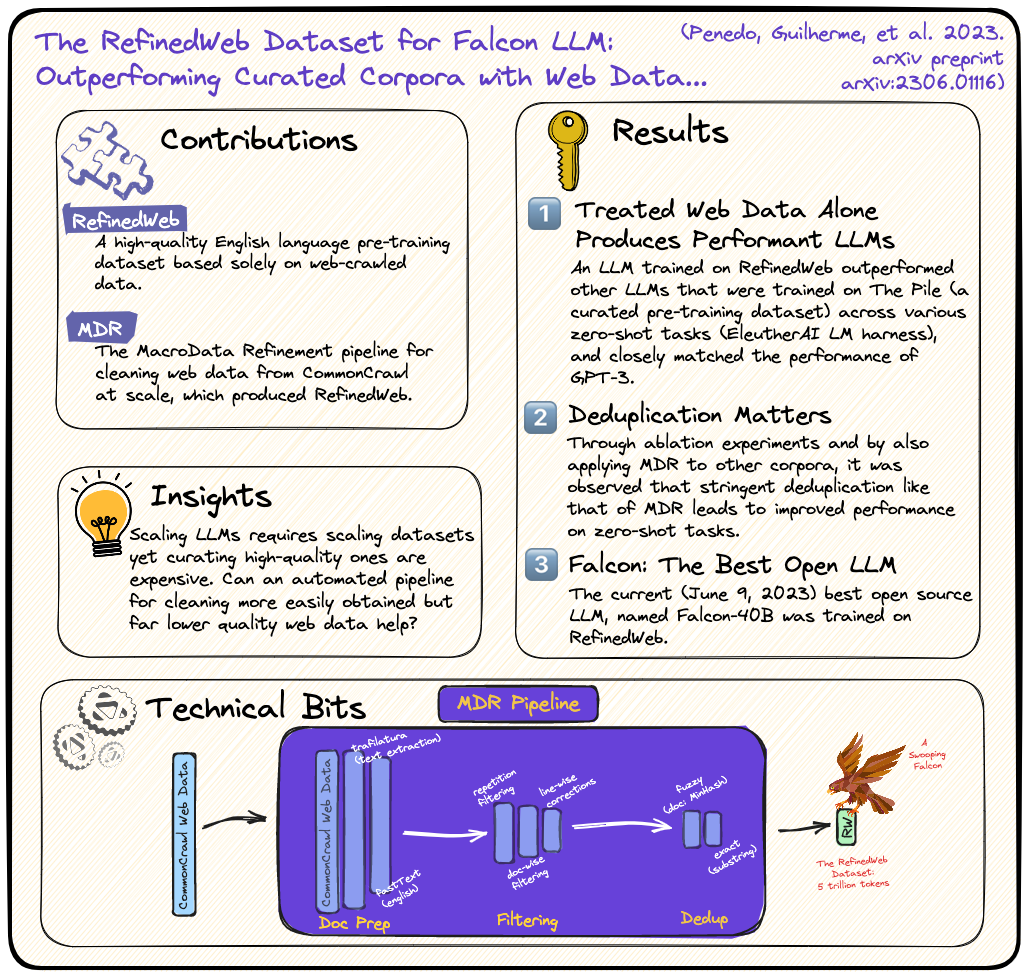 The RefinedWeb Dataset for Falcon LLM:
Outperforming Curated Corpora with Web Data...
(Penedo, Guilherme, et al. 2023.
arXiv preprint
arXiv:2306.01116)
Contributions
RefinedWeb
A high-quality English language pre-training
dataset based solely on web-crawled
data.
MDR
The MacroData Refinement pipeline for
cleaning web data from CommonCrawl
at scale, which produced RefinedWeb.
Insights
Scaling LLMs requires scaling datasets
yet curating high-quality ones are
expensive. Can an automated pipeline
for cleaning more easily obtained but
far lower quality web data help?
Results
1 Treated Web Data Alone
Produces Performant LLMs
An LLM trained on RefinedWeb outperformed
other LLMs that were trained on The Pile (a
curated pre-training dataset) across various
zero-shot tasks (EleutherAI LM harness),
and closely matched the performance of
GPT-3.
2 Deduplication Matters
Through ablation experiments and by also
applying MDR to other corpora, it was
observed that stringent deduplication like
that of MDR leads to improved performance
on zero-shot tasks.
3 Falcon: The Best Open LLM
The current (June 9, 2023) best open source
LLM, named Falcon-40B was trained on
RefinedWeb.
Technical Bits
MDR Pipeline
CommonCrawl Web Data
CommonCrawl Web Data
trafilatura
(text extraction)
fastText
(english)
Doc Prep
repetition
filtering
line-wise
corrections
doc-wise
filtering
Filtering
fuzzy
(doc: MinHash)
exact
(substring)
Dedup
A
Swooping
Falcon
RW
The RefinedWeb
Dataset:
5 trillion tokens